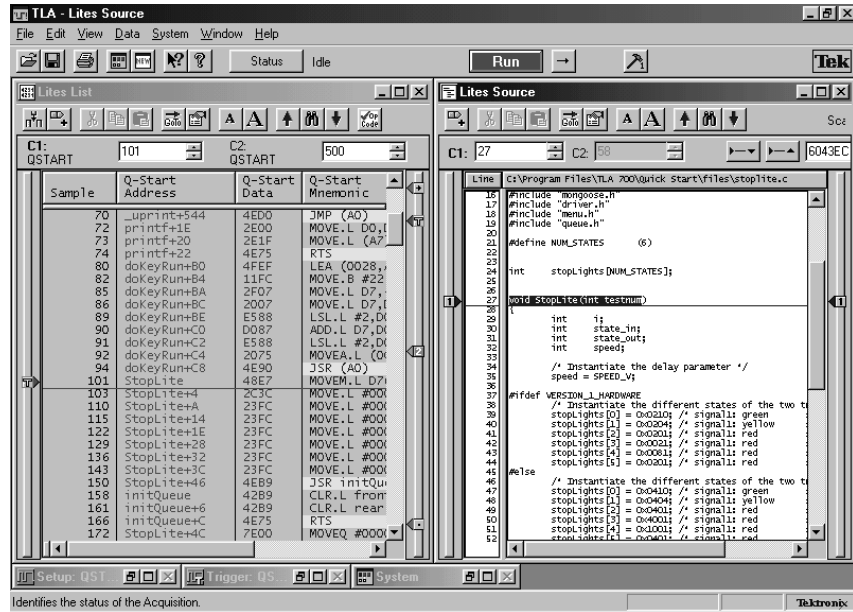 TLA - Lites Source
File Edit View Data System Window Help
Status Idle Run Tek
Lites List
Goto A A Op Code
C1: QSTART 101 C2: QSTART 500
Sample Q-Start Address Q-Start Data Q-Start Mnemonic
70 _uprint+544 4ED0 JMP (A0)
72 printf+1E 2E00 MOVE.L D0,
73 printf+20 2E1F MOVE.L (A7
74 printf+22 4E75 RTS
80 doKeyRun+B0 4FEF LEA (0028,
82 doKeyRun+B4 11FC MOVE.B #22
85 doKeyRun+BA 2F07 MOVE.L D7,
86 doKeyRun+BC 2007 MOVE.L D7,
89 doKeyRun+BE E588 LSL.L #2,D
90 doKeyRun+C0 D087 ADD.L D7,D
91 doKeyRun+C2 E588 LSL.L #2,D
92 doKeyRun+C4 2075 MOVEA.L (0
94 doKeyRun+C8 4E90 JSR (A0)
101 StopLite 48E7 MOVEM.L D7
103 StopLite+4 2C3C MOVE.L #00
110 StopLite+A 23FC MOVE.L #00
115 StopLite+14 23FC MOVE.L #00
122 StopLite+1E 23FC MOVE.L #00
129 StopLite+28 23FC MOVE.L #00
136 StopLite+32 23FC MOVE.L #00
143 StopLite+3C 23FC MOVE.L #00
150 StopLite+46 4EB9 JSR initQu
158 initQueue 42B9 CLR.L fron
161 initQueue+6 42B9 CLR.L rear
166 initQueue+C 4E75 RTS
172 StopLite+4C 7E00 MOVEQ #000
Lites Source
Goto A A Sca
C1: 27 C2: 58 6043EC
Line C:\Program Files\TLA 700\Quick Start\files\stoplite.c
16 #include "mongoose.h"
17 #include "driver.h"
18 #include "menu.h"
19 #include "queue.h"
20
21 #define NUM_STATES (6)
22
23
24 int stopLights[NUM_STATES];
25
26
27 void StopLite(int testnum)
28 {
29 int i;
30 int state_in;
31 int state_out;
32 int speed;
33
34 /* Instantiate the delay parameter */
35 speed = SPEED_V;
36
37 #ifdef VERSION_1_HARDWARE
38 /* Instantiate the different states of the two t
39 stopLights[0] = 0x0210; /* signal1: green
40 stopLights[1] = 0x0204; /* signal1: yellow
41 stopLights[2] = 0x0201; /* signal1: red
42 stopLights[3] = 0x0021; /* signal1: red
43 stopLights[4] = 0x0081; /* signal1: red
44 stopLights[5] = 0x0201; /* signal1: red
45 #else
46 /* Instantiate the different states of the two t
47 stopLights[0] = 0x0410; /* signal1: green
48 stopLights[1] = 0x0404; /* signal1: yellow
49 stopLights[2] = 0x0401; /* signal1: red
50 stopLights[3] = 0x4001; /* signal1: red
51 stopLights[4] = 0x1001; /* signal1: red
52 stopLights[5] = 0x0401; /* signal1: red
Setup: QST... Trigger: QS... System
Identifies the status of the Acquisition.
Tektronix